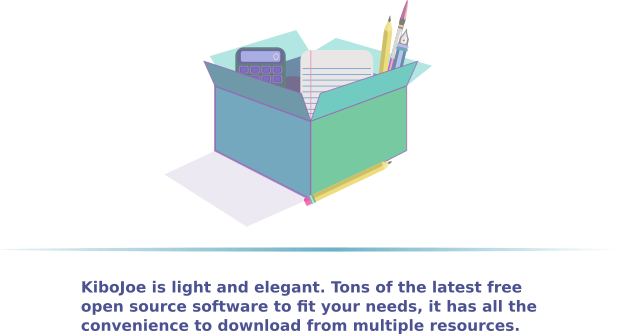 KiboJoe is light and elegant. Tons of the latest free
open source software to fit your needs, it has all the
convenience to download from multiple resources.